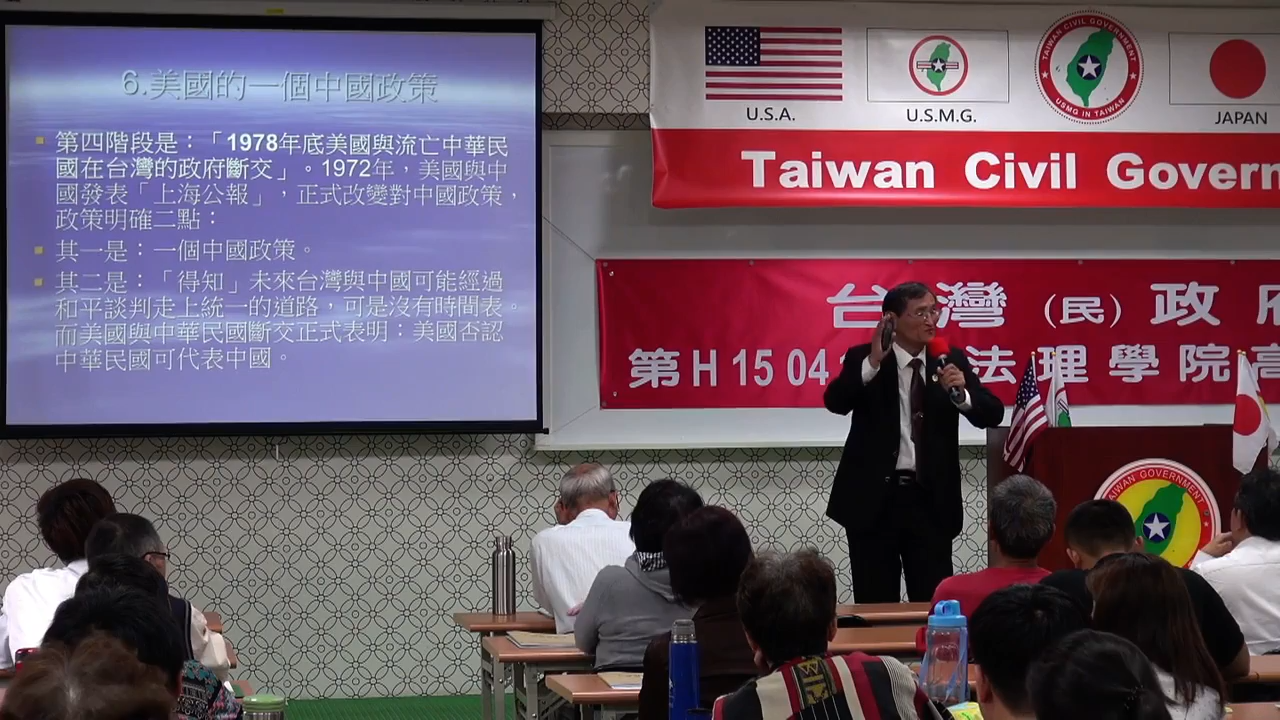 6.美國的一個中國政策
第四階段是：「1978年底美國與流亡中華民
國在台灣的政府斷交」。1972年，美國與中
國發表「上海公報」，正式改變對中國政策，
政策明確二點：
其一是：一個中國政策。
其二是：「得知」未來台灣與中國可能經過
和平談判走上統一的道路，可是沒有時間表。
而美國與中華民國斷交正式表明：美國否認
中華民國可代表中國。
U.S.A.
U.S.M.G.
TAIWAN CIVIL GOVERNMENT
USMG IN TAIWAN
JAPAN
Taiwan Civil Govern
台灣（民）政府
第H 15 04
法理學院高
TAIWAN GOVERNMENT